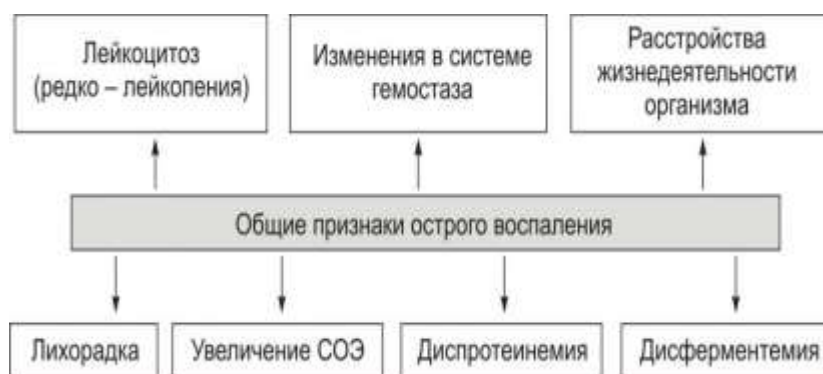 Лейкоцитоз
(редко – лейкопения)
Изменения в системе
гемостаза
Расстройства
жизнедеятельности
организма
Общие признаки острого воспаления
Лихорадка
Увеличение СОЭ
Диспротеинемия
Дисферментемия